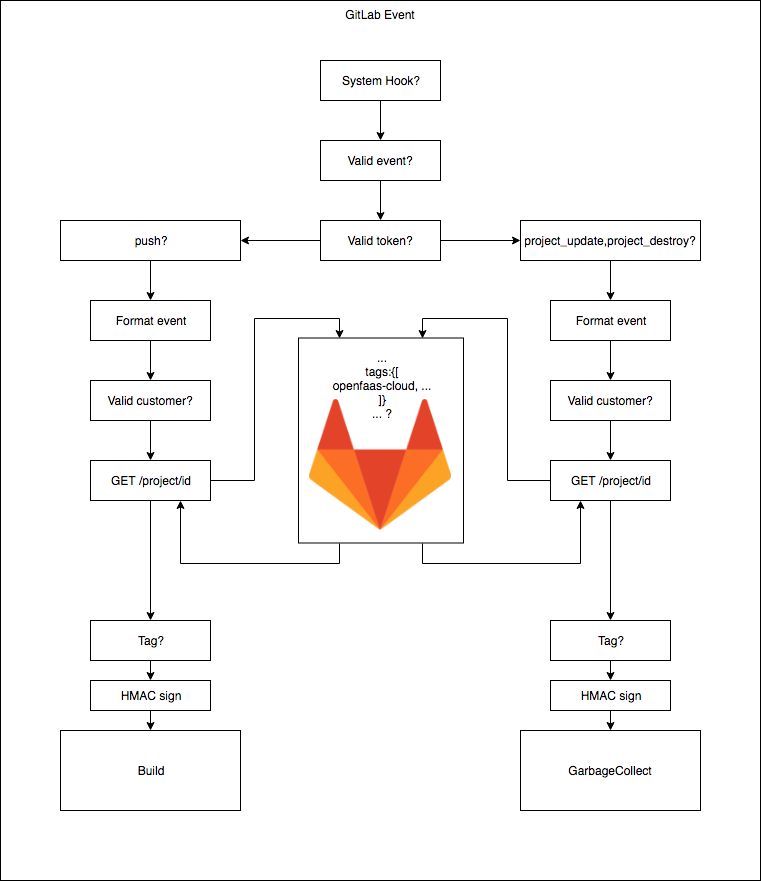 GitLab Event
System Hook?
Valid event?
push?
Valid token?
project_update,project_destroy?
Format event
Format event
...
tags:{[
openfaas-cloud, ...
]}
... ?
Valid customer?
Valid customer?
GET /project/id
GET /project/id
Tag?
Tag?
HMAC sign
HMAC sign
Build
GarbageCollect